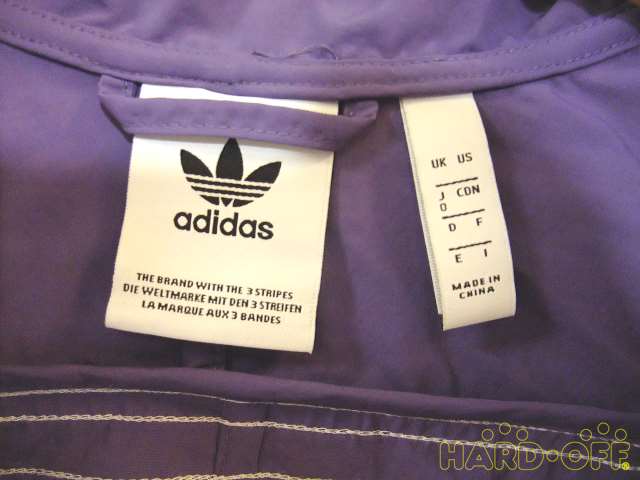 adidas
THE BRAND WITH THE 3 STRIPES
DIE WELTMARKE MIT DEN 3 STREIFEN
LA MARQUE AUX 3 BANDES
UK US
JO CDN
D F
E I
MADE IN
CHINA
HARD·OFF®